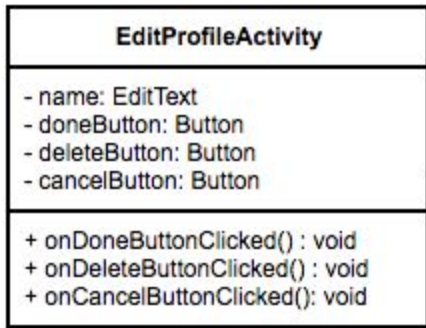 EditProfileActivity
- name: EditText
- doneButton: Button
- deleteButton: Button
- cancelButton: Button
+ onDoneButtonClicked() : void
+ onDeleteButtonClicked() : void
+ onCancelButtonClicked(): void